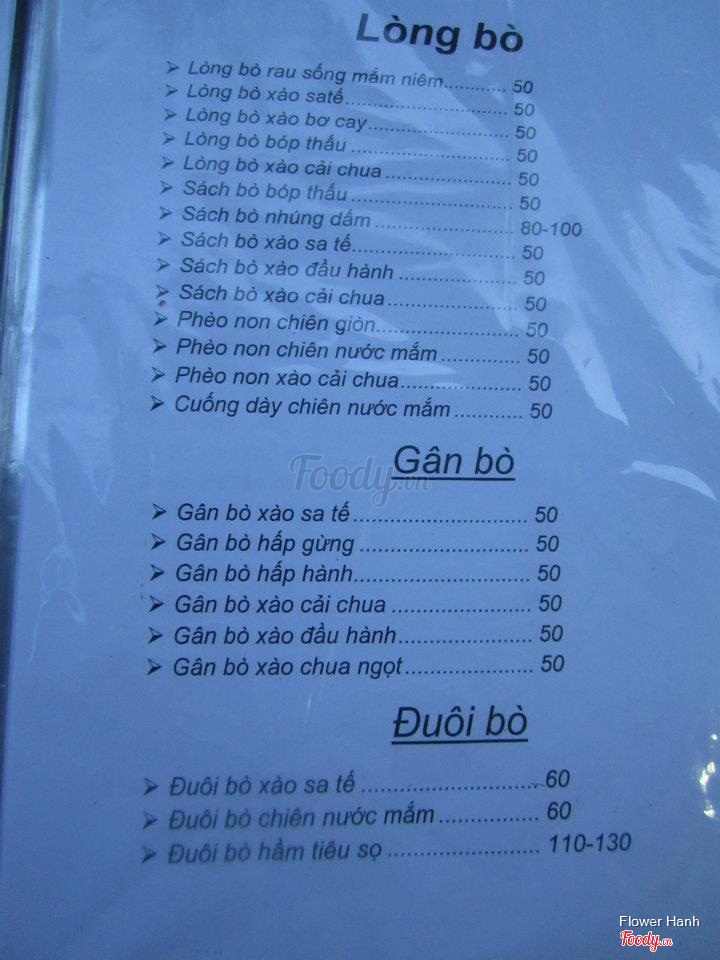 Lòng bò
➢ Lòng bò rau sống mắm niêm........... 50
➢ Lòng bò xào satế........................... 50
➢ Lòng bò xào bơ cay....................... 50
➢ Lòng bò bóp thấu .......................... 50
➢ Lòng bò xào cải chua ..................... 50
➢ Sách bò bóp thấu .......................... 50
➢ Sách bò nhúng dấm ....................... 80-100
➢ Sách bò xào sa tế........................... 50
➢ Sách bò xào đầu hành .................... 50
➢ Sách bò xào cải chua...................... 50
➢ Phèo non chiên giòn....................... 50
➢ Phèo non chiên nước mắm ............. 50
➢ Phèo non xào cải chua.................... 50
➢ Cuống dày chiên nước mắm ............ 50
Gân bò
➢ Gân bò xào sa tế............................ 50
➢ Gân bò hấp gừng ........................... 50
➢ Gân bò hấp hành............................ 50
➢ Gân bò xào cải chua ....................... 50
➢ Gân bò xào đầu hành...................... 50
➢ Gân bò xào chua ngọt..................... 50
Đuôi bò
➢ Đuôi bò xào sa tế .............................. 60
➢ Đuôi bò chiên nước mắm ................ 60
➢ Đuôi bò hầm tiêu sọ ......................... 110-130
Foody.vn
Flower Hanh
Foody.vn